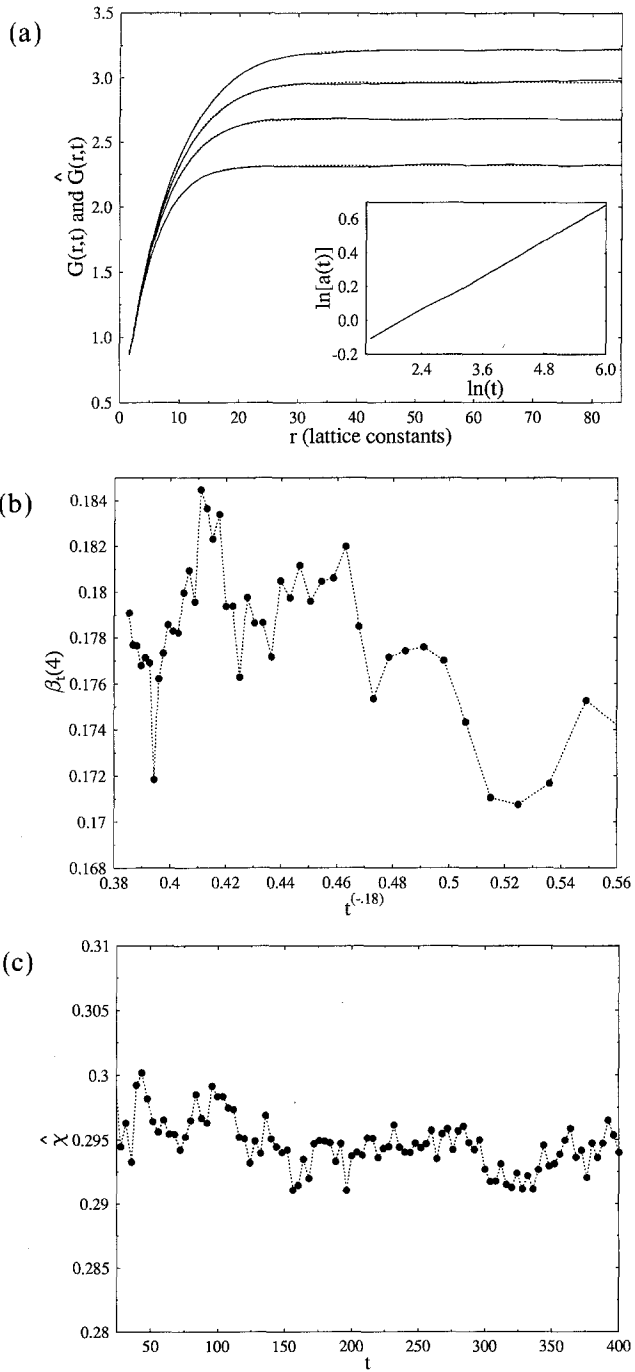 (a)
3.5
3.0
2.5
2.0
1.5
1.0
0.5
G(r,t) and Ĝ(r,t)
0.6
0.4
0.2
0.0
-0.2
ln[a(t)]
2.4 3.6 4.8 6.0
ln(t)
0 10 20 30 40 50 60 70 80
r (lattice constants)
(b)
0.184
0.182
0.18
0.178
0.176
0.174
0.172
0.17
0.168
βt(4)
0.38 0.4 0.42 0.44 0.46 0.48 0.5 0.52 0.54 0.56
t(-.18)
(c)
0.31
0.305
0.3
0.295
0.29
0.285
0.28
χ̂
50 100 150 200 250 300 350 400
t